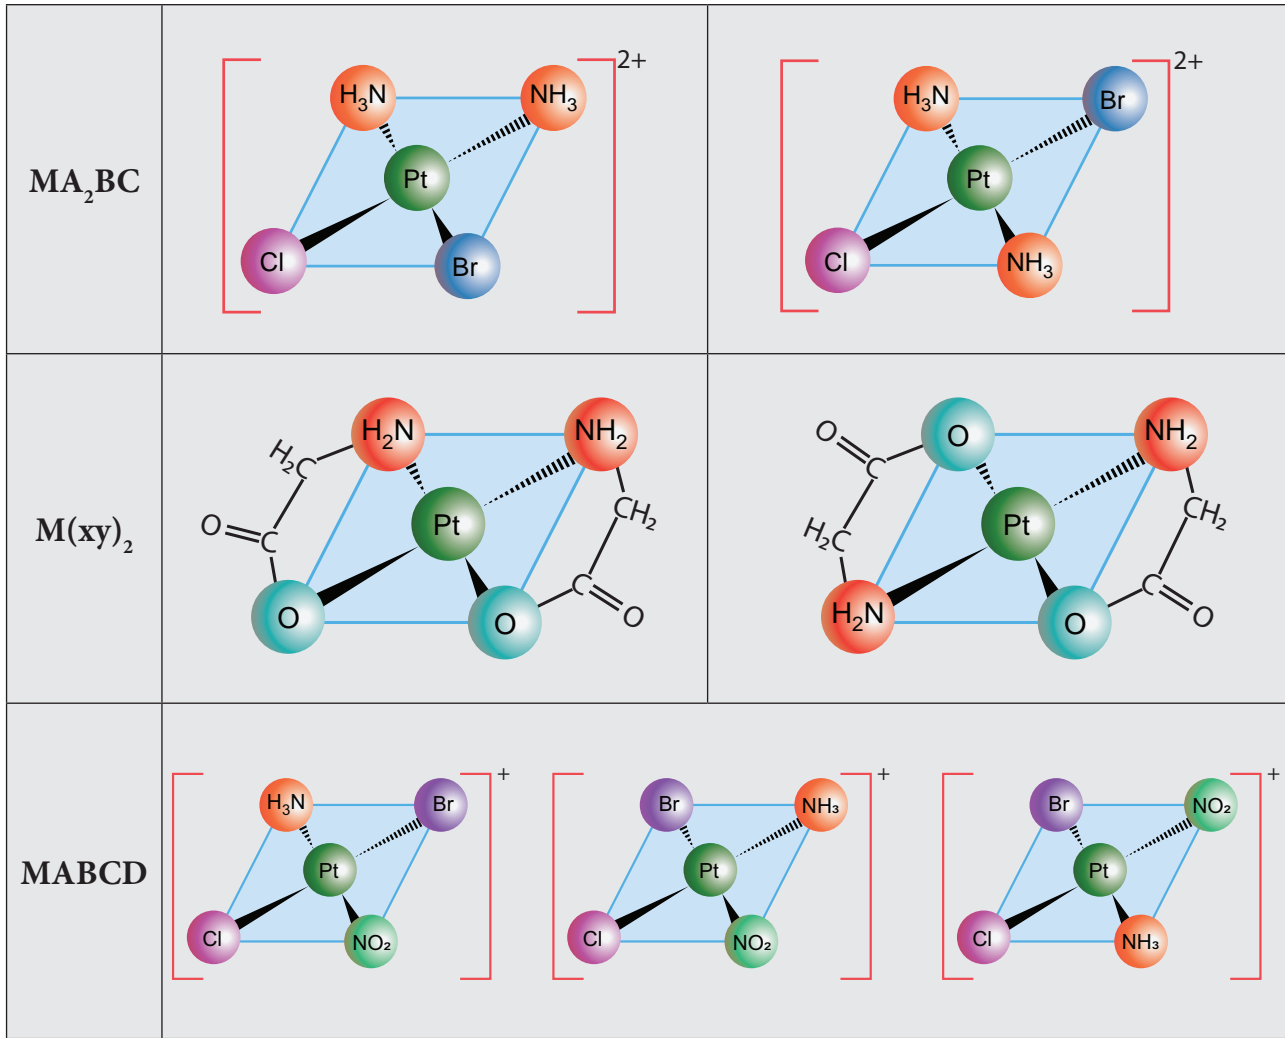 MA₂BC
2+
H₃N NH₃
Pt
Cl Br
2+
H₃N Br
Pt
Cl NH₃
M(xy)₂
H₂N NH₂
H₂C
Pt
CH₂
O C
C
O O O
O NH₂
O C
Pt
CH₂
H₂C
C
H₂N O O
MABCD
+
H₃N Br
Pt
Cl NO₂
+
Br NH₃
Pt
Cl NO₂
+
Br NO₂
Pt
Cl NH₃